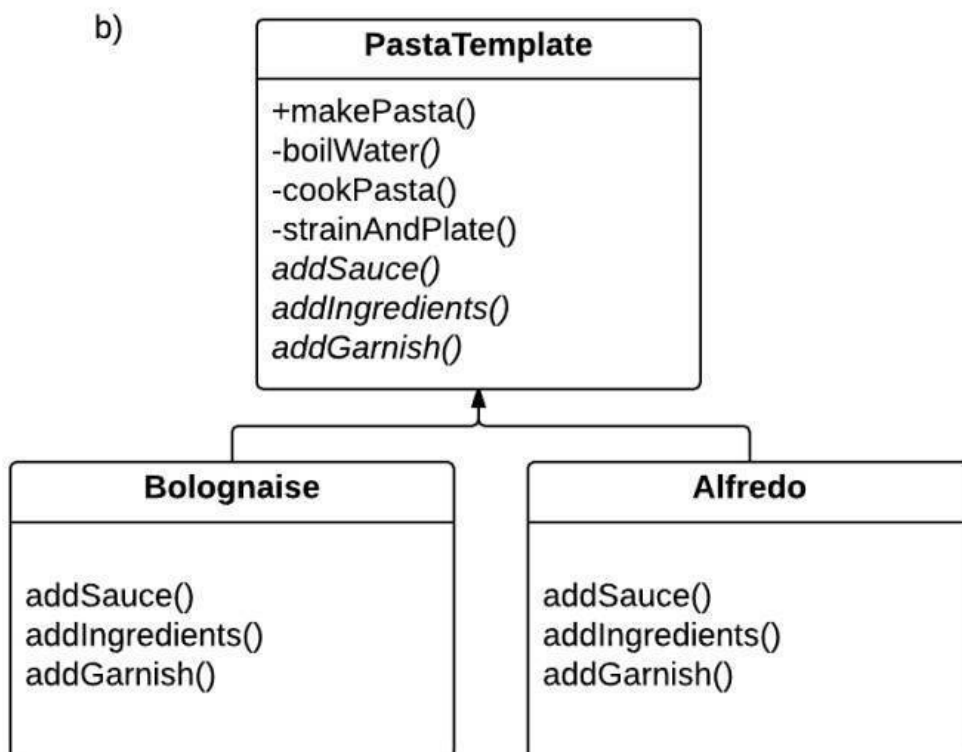 b)
PastaTemplate
+makePasta()
-boilWater()
-cookPasta()
-strainAndPlate()
addSauce()
addIngredients()
addGarnish()
Bolognaise
addSauce()
addIngredients()
addGarnish()
Alfredo
addSauce()
addIngredients()
addGarnish()